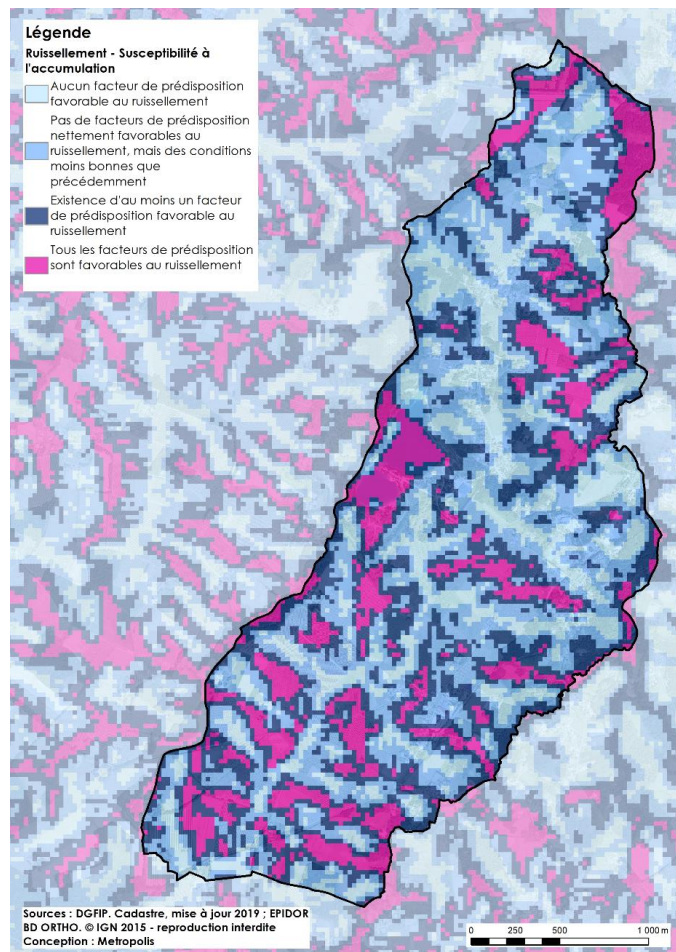 Légende
Ruissellement - Susceptibilité à
l'accumulation
Aucun facteur de prédisposition
favorable au ruissellement
Pas de facteurs de prédisposition
nettement favorables au
ruissellement, mais des conditions
moins bonnes que
précédemment
Existence d'au moins un facteur
de prédisposition favorable au
ruissellement
Tous les facteurs de prédisposition
sont favorables au ruissellement
Sources : DGFIP. Cadastre, mise à jour 2019 ; EPIDOR
BD ORTHO. © IGN 2015 - reproduction interdite
Conception : Metropolis
0 250 500 1 000 m